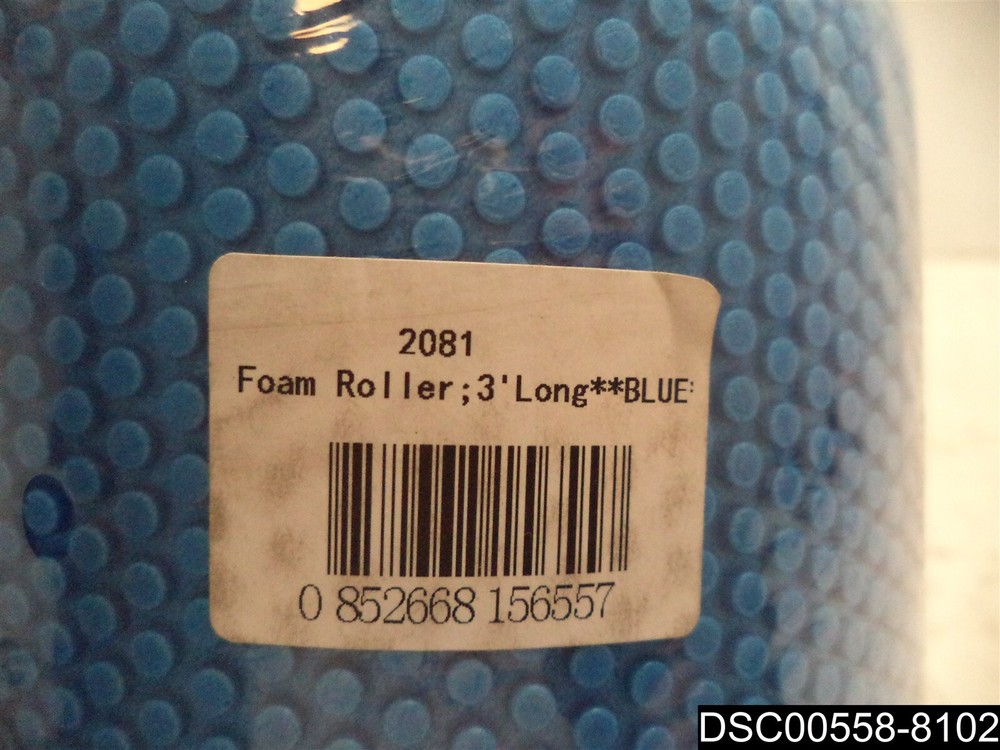 2081
Foam Roller;3'Long**BLUE*
0 852668 156557
DSC00558-8102